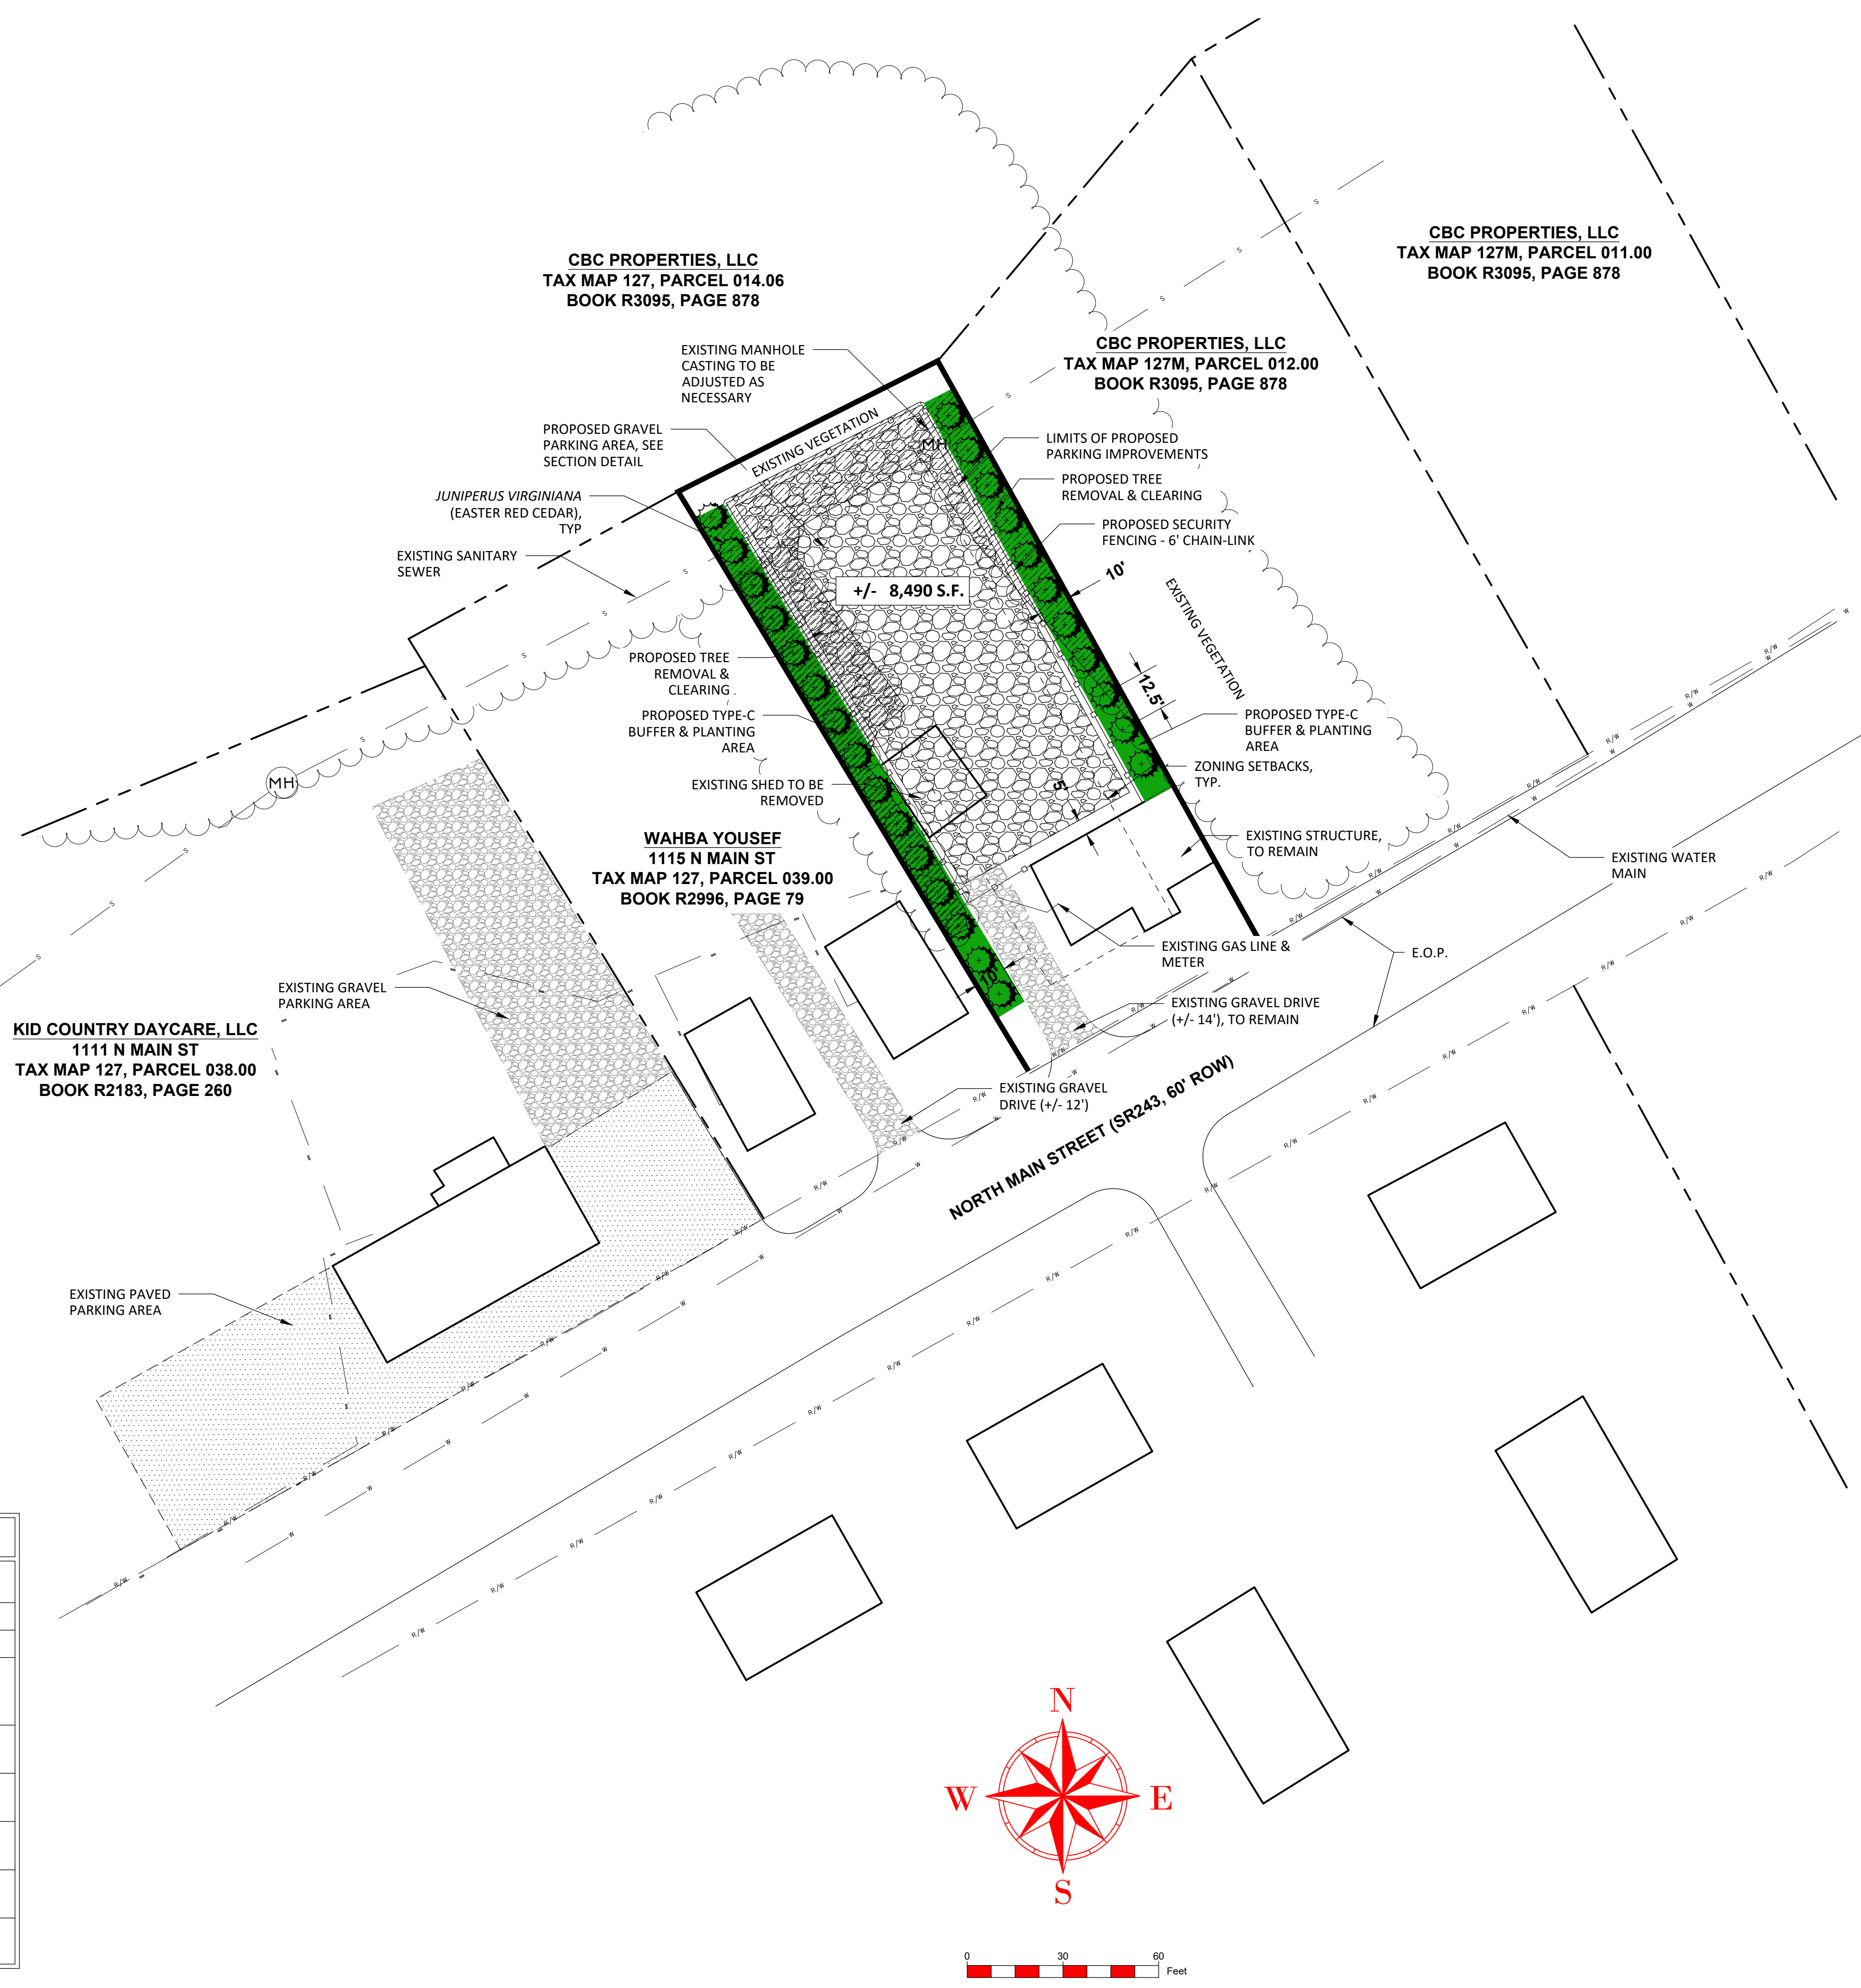 CBC PROPERTIES, LLC
TAX MAP 127, PARCEL 014.06
BOOK R3095, PAGE 878
CBC PROPERTIES, LLC
TAX MAP 127M, PARCEL 011.00
BOOK R3095, PAGE 878
CBC PROPERTIES, LLC
TAX MAP 127M, PARCEL 012.00
BOOK R3095, PAGE 878
EXISTING MANHOLE
CASTING TO BE
ADJUSTED AS
NECESSARY
PROPOSED GRAVEL
PARKING AREA, SEE
SECTION DETAIL
JUNIPERUS VIRGINIANA
(EASTER RED CEDAR),
TYP
EXISTING SANITARY
SEWER
EXISTING VEGETATION
MH
LIMITS OF PROPOSED
PARKING IMPROVEMENTS
PROPOSED TREE
REMOVAL & CLEARING
PROPOSED SECURITY
FENCING - 6' CHAIN-LINK
10'
EXISTING VEGETATION
+/- 8,490 S.F.
12.5'
PROPOSED TREE
REMOVAL &
CLEARING
PROPOSED TYPE-C
BUFFER & PLANTING
AREA
EXISTING SHED TO BE
REMOVED
PROPOSED TYPE-C
BUFFER & PLANTING
AREA
ZONING SETBACKS,
TYP.
5'
MH
WAHBA YOUSEF
1115 N MAIN ST
TAX MAP 127, PARCEL 039.00
BOOK R2996, PAGE 79
EXISTING STRUCTURE,
TO REMAIN
EXISTING WATER
MAIN
EXISTING GAS LINE &
METER
E.O.P.
10'
EXISTING GRAVEL
PARKING AREA
EXISTING GRAVEL DRIVE
(+/- 14'), TO REMAIN
KID COUNTRY DAYCARE, LLC
1111 N MAIN ST
TAX MAP 127, PARCEL 038.00
BOOK R2183, PAGE 260
EXISTING GRAVEL
DRIVE (+/- 12')
NORTH MAIN STREET (SR243, 60' ROW)
EXISTING PAVED
PARKING AREA
N
W
E
S
0 30 60
Feet